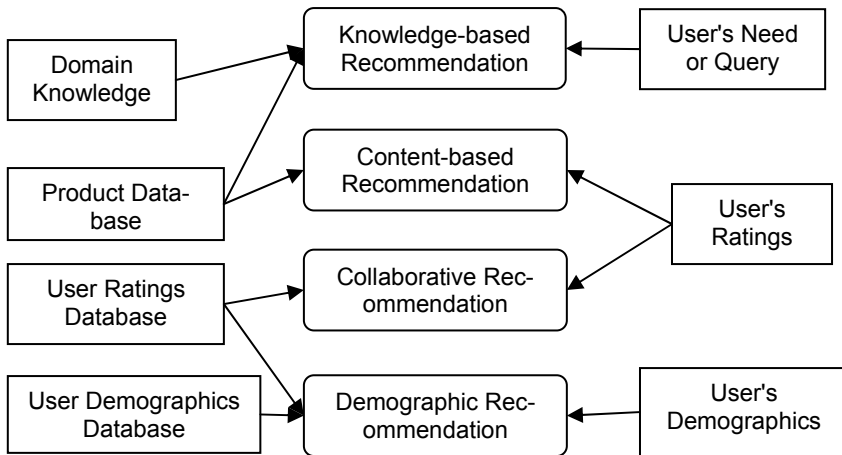 Domain
Knowledge
Product Data-
base
User Ratings
Database
User Demographics
Database
Knowledge-based
Recommendation
Content-based
Recommendation
Collaborative Rec-
ommendation
Demographic Rec-
ommendation
User's Need
or Query
User's
Ratings
User's
Demographics